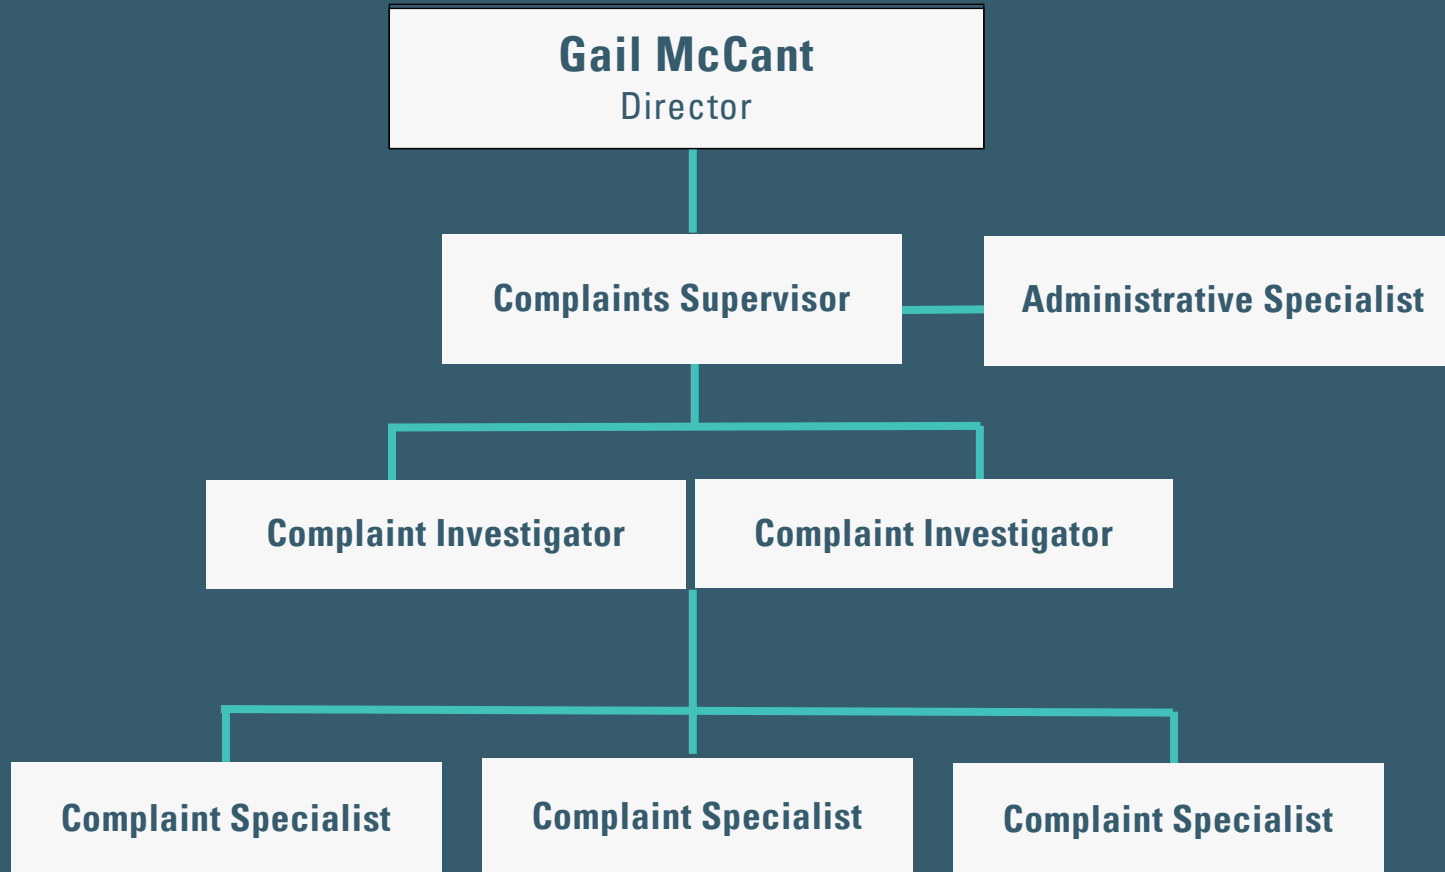 Gail McCant
Director
Complaints Supervisor
Administrative Specialist
Complaint Investigator
Complaint Investigator
Complaint Specialist
Complaint Specialist
Complaint Specialist